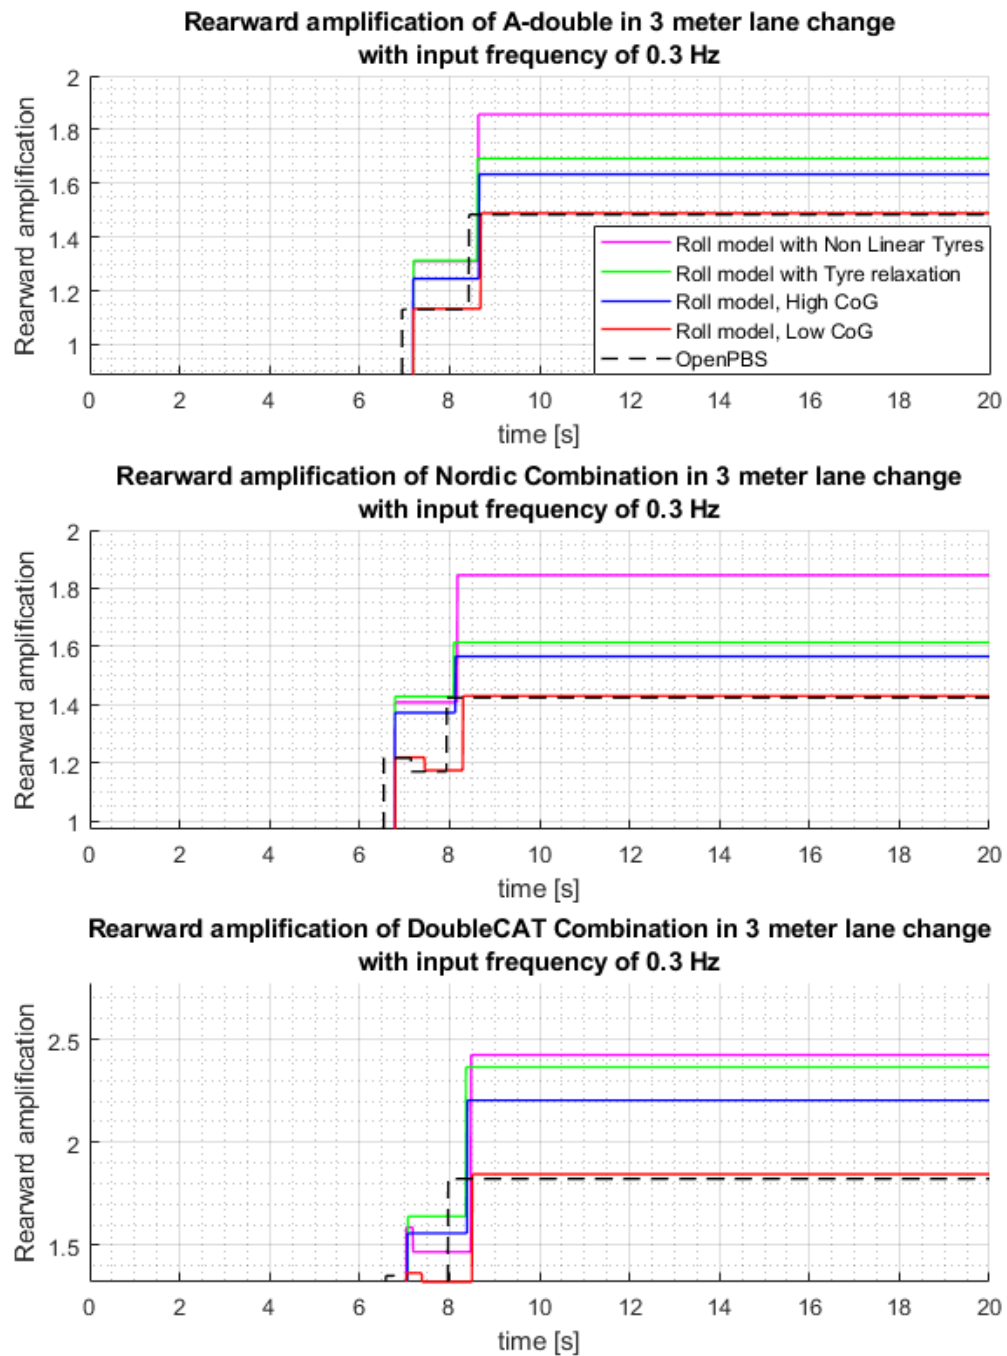 Rearward amplification of A-double in 3 meter lane change
with input frequency of 0.3 Hz
Rearward amplification
2
1.8
1.6
1.4
1.2
1
Roll model with Non Linear Tyres
Roll model with Tyre relaxation
Roll model, High CoG
Roll model, Low CoG
OpenPBS
0 2 4 6 8 10 12 14 16 18 20
time [s]
Rearward amplification of Nordic Combination in 3 meter lane change
with input frequency of 0.3 Hz
Rearward amplification
2
1.8
1.6
1.4
1.2
1
0 2 4 6 8 10 12 14 16 18 20
time [s]
Rearward amplification of DoubleCAT Combination in 3 meter lane change
with input frequency of 0.3 Hz
Rearward amplification
2.5
2
1.5
0 2 4 6 8 10 12 14 16 18 20
time [s]